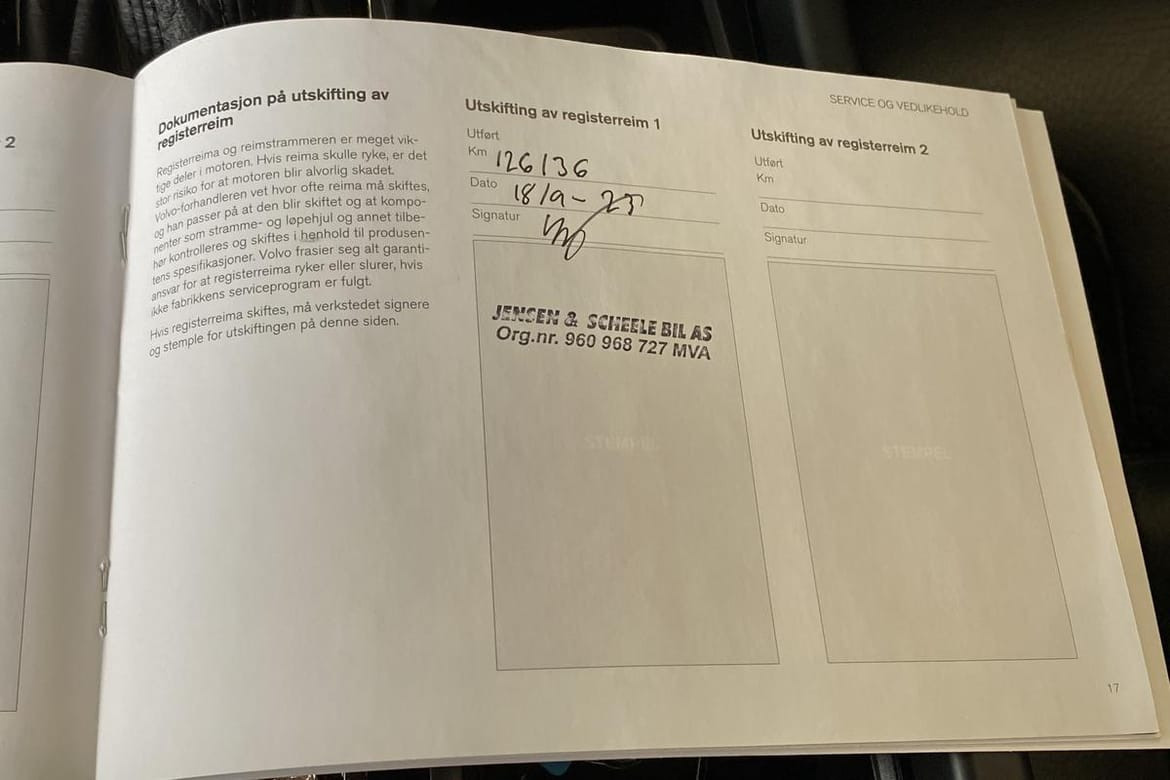 2
Dokumentasjon på utskifting av
registerreim
Registerreima og reimstrammeren er meget vik-
tige deler i motoren. Hvis reima skulle ryke, er det
stor risiko for at motoren blir alvorlig skadet.
Volvo-forhandleren vet hvor ofte reima må skiftes,
og han passer på at den blir skiftet og at kompo-
nenter som stramme- og løpehjul og annet tilbe-
hør kontrolleres og skiftes i henhold til produsen-
tens spesifikasjoner. Volvo frasier seg alt garanti-
ansvar for at registerreima ryker eller slurer, hvis
ikke fabrikkens serviceprogram er fulgt.
Hvis registerreima skiftes, må verkstedet signere
og stemple for utskiftingen på denne siden.
Utskifting av registerreim 1
Utført
Km 126136
Dato 18/9-25
Signatur
JENSEN & SCHEELE BIL AS
Org.nr. 960 968 727 MVA
STEMPEL
SERVICE OG VEDLIKEHOLD
Utskifting av registerreim 2
Utført
Km
Dato
Signatur
STEMPEL
17